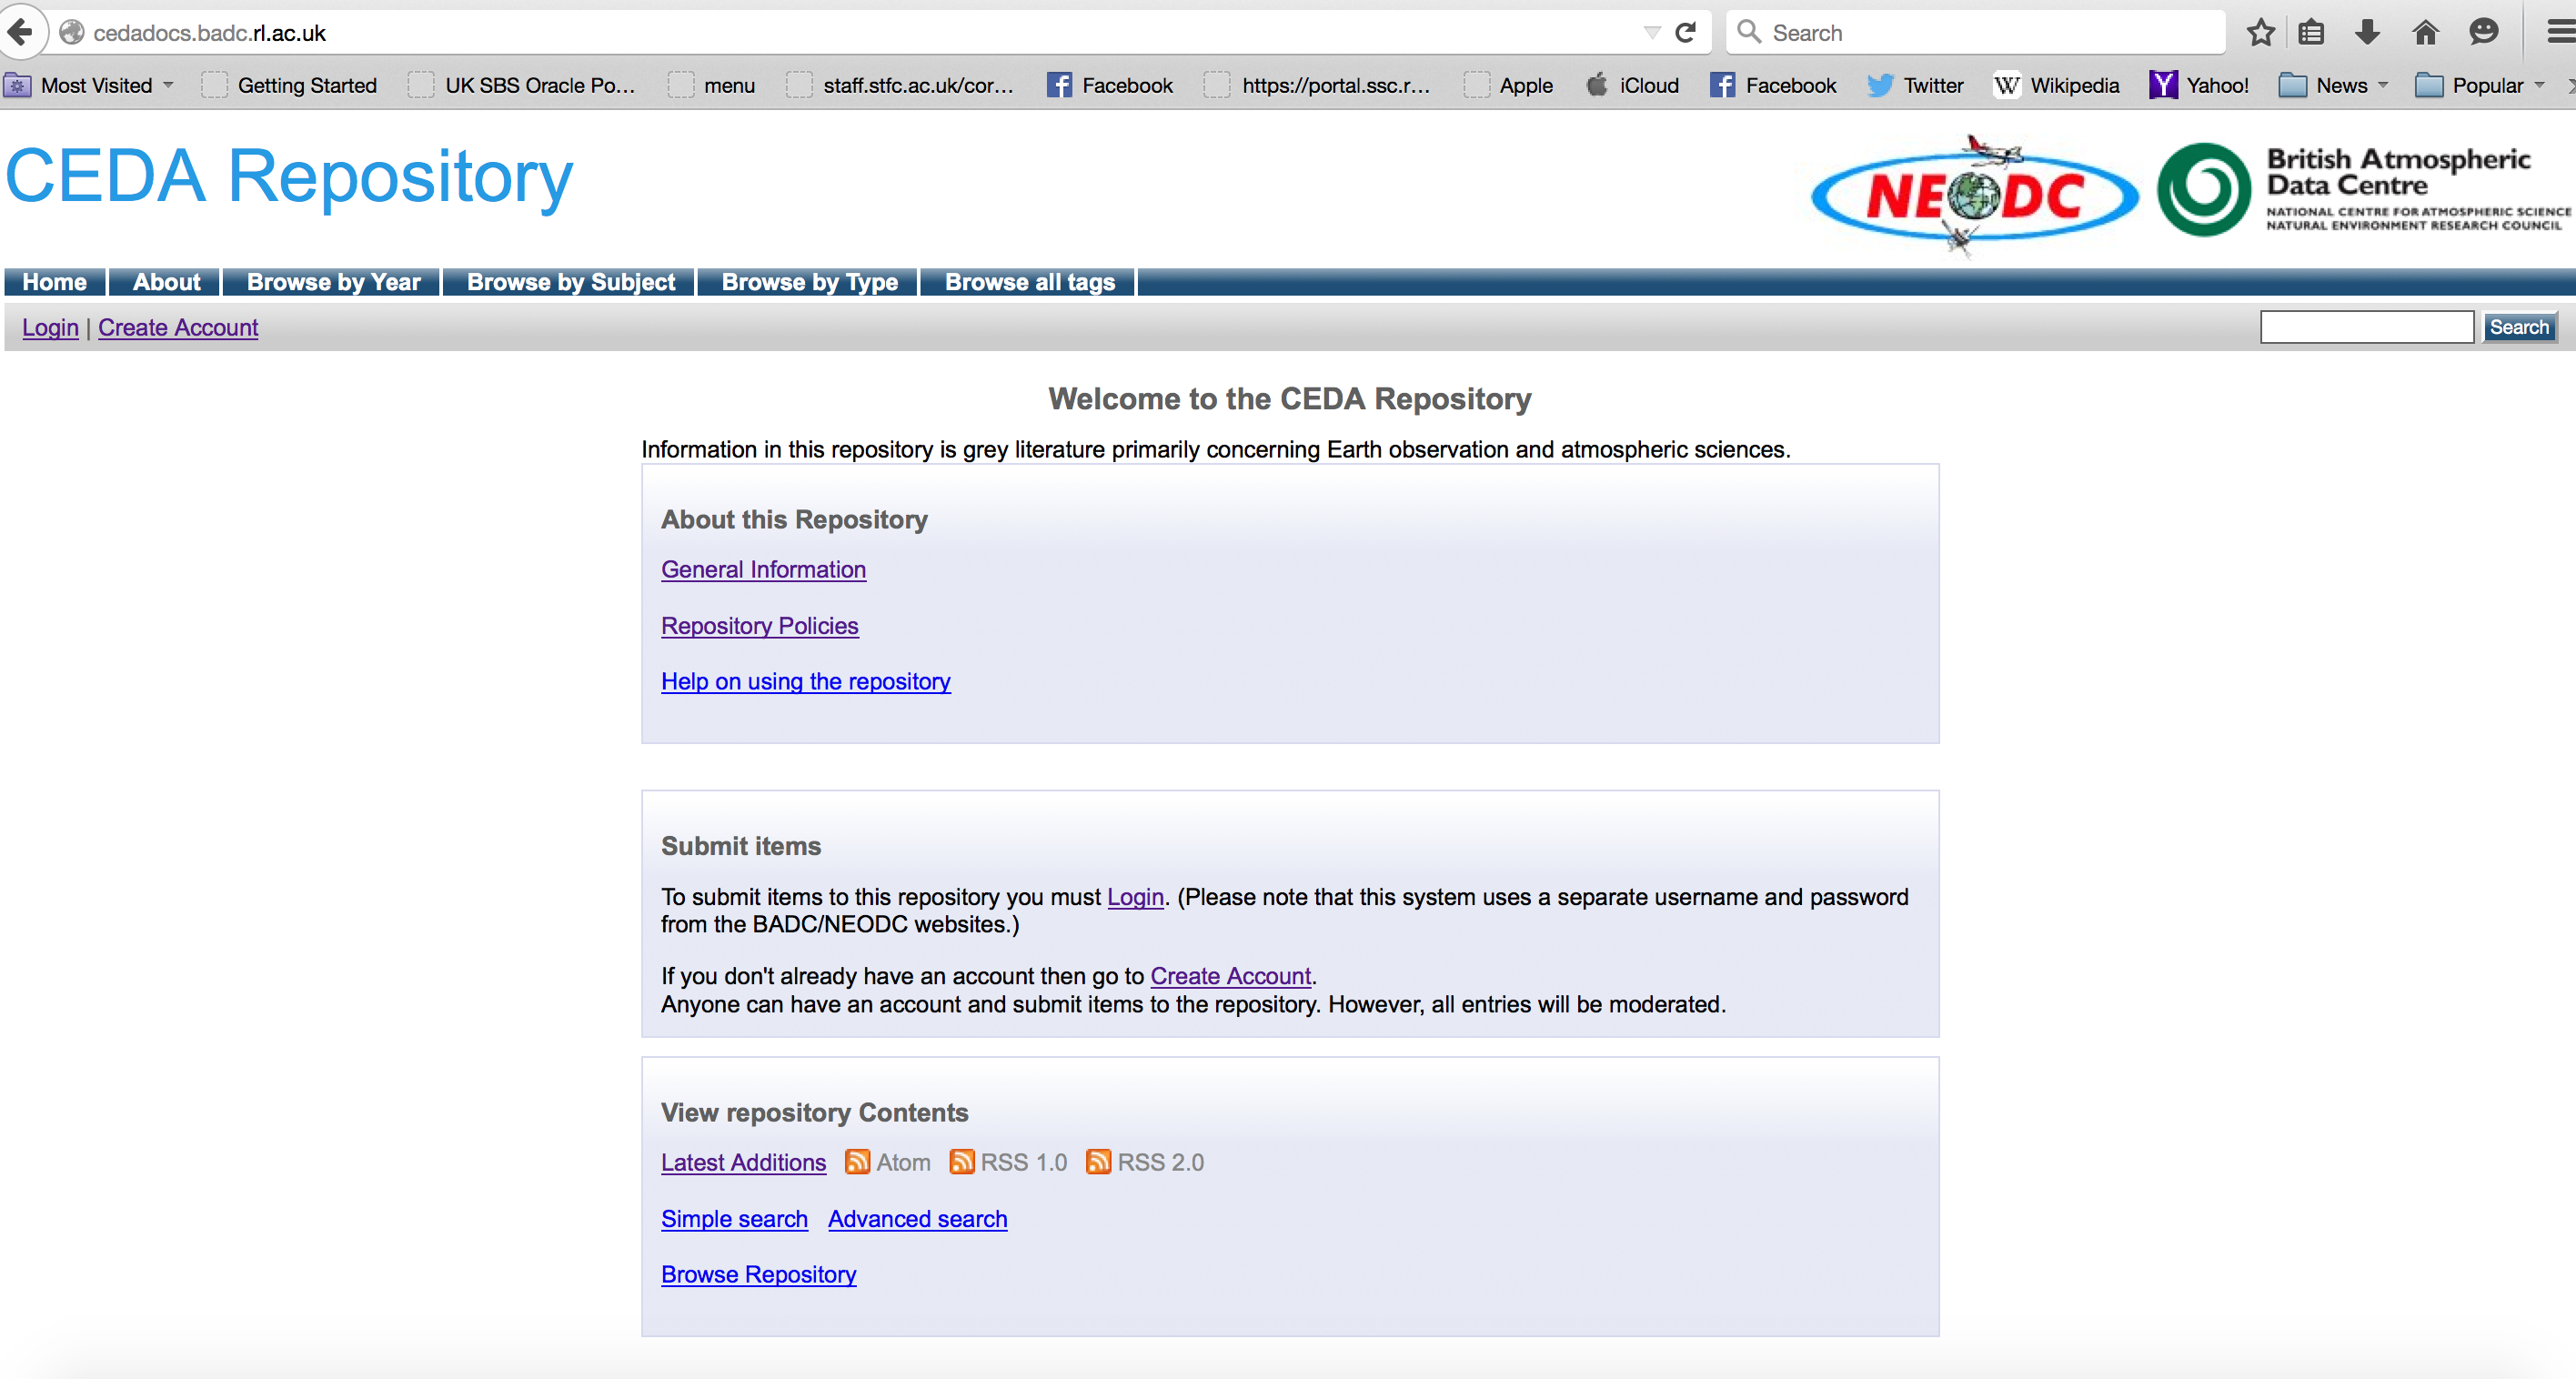 cedadocs.badc.rl.ac.uk Search
Most Visited Getting Started UK SBS Oracle Po... menu staff.stfc.ac.uk/cor... Facebook https://portal.ssc.r... Apple iCloud Facebook Twitter Wikipedia Yahoo! News Popular
CEDA Repository
NEODC
British Atmospheric
Data Centre
NATIONAL CENTRE FOR ATMOSPHERIC SCIENCE
NATURAL ENVIRONMENT RESEARCH COUNCIL
Home About Browse by Year Browse by Subject Browse by Type Browse all tags
Login | Create Account Search
Welcome to the CEDA Repository
Information in this repository is grey literature primarily concerning Earth observation and atmospheric sciences.
About this Repository
General Information
Repository Policies
Help on using the repository
Submit items
To submit items to this repository you must Login. (Please note that this system uses a separate username and password
from the BADC/NEODC websites.)
If you don't already have an account then go to Create Account.
Anyone can have an account and submit items to the repository. However, all entries will be moderated.
View repository Contents
Latest Additions Atom RSS 1.0 RSS 2.0
Simple search Advanced search
Browse Repository